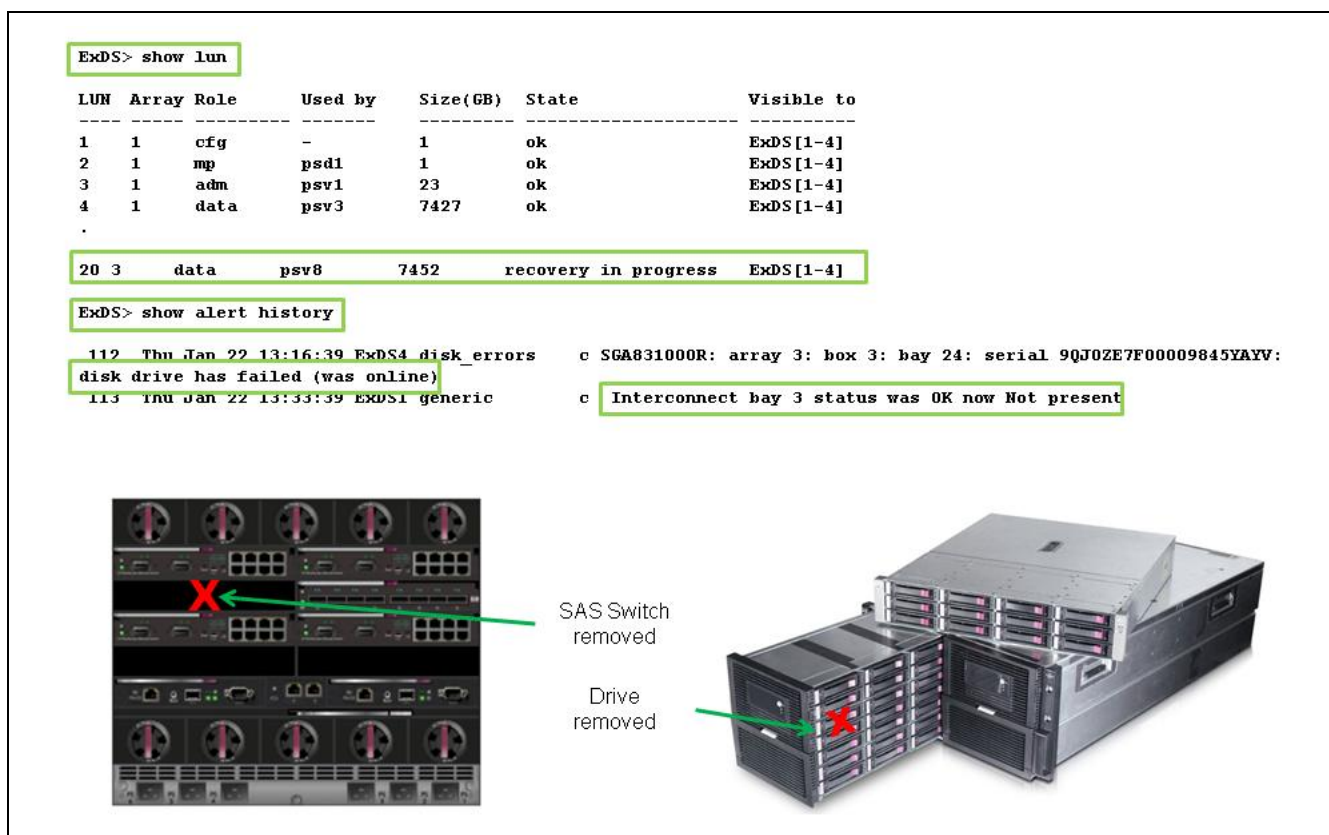 ExDS> show lun
LUN Array Role Used by Size(GB) State Visible to
---- ----- --------- ------- --------- -------------------- ----------
1 1 cfg - 1 ok ExDS[1-4]
2 1 mp psd1 1 ok ExDS[1-4]
3 1 adm psv1 23 ok ExDS[1-4]
4 1 data psv3 7427 ok ExDS[1-4]
.
20 3 data psv8 7452 recovery in progress ExDS[1-4]
ExDS> show alert history
112 Thu Jan 22 13:16:39 ExDS4 disk_errors c SGA831000R: array 3: box 3: bay 24: serial 9QJ0ZE7F00009845YAYV:
disk drive has failed (was online)
113 Thu Jan 22 13:33:39 ExDS1 generic c Interconnect bay 3 status was OK now Not present
SAS Switch
removed
Drive
removed